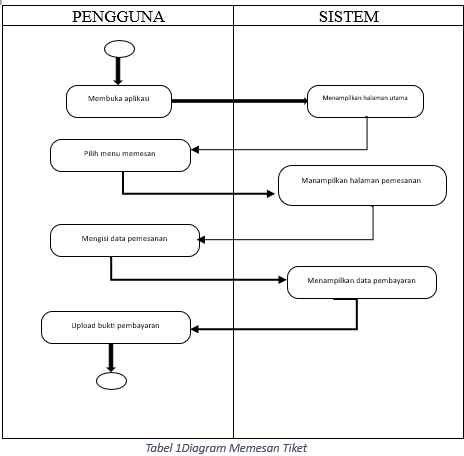 PENGGUNA
SISTEM
Membuka aplikasi
Menampilkan halaman utama
Pilih menu memesan
Manampilkan halaman pemesanan
Mengisi data pemesanan
Menampilkan data pembayaran
Upload bukti pembayaran
Tabel 1Diagram Memesan Tiket